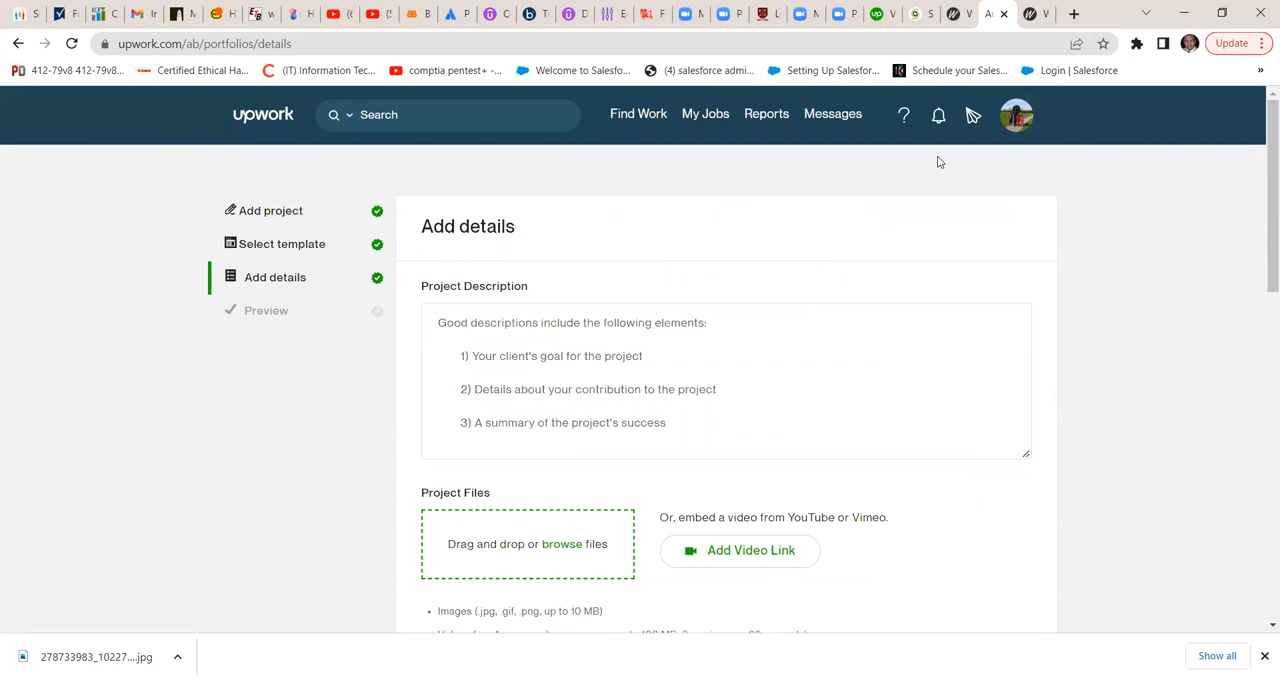 upwork.com/ab/portfolios/details
Update
412-79v8 412-79v8...
Certified Ethical Ha...
(IT) Information Tec...
comptia pentest+ -...
Welcome to Salesfo...
(4) salesforce admi...
Setting Up Salesfor...
Schedule your Sales...
Login | Salesforce
upwork
Search
Find Work
My Jobs
Reports
Messages
Add project
Select template
Add details
Preview
Add details
Project Description
Good descriptions include the following elements:
1) Your client's goal for the project
2) Details about your contribution to the project
3) A summary of the project's success
Project Files
Drag and drop or browse files
Or, embed a video from YouTube or Vimeo.
Add Video Link
• Images (.jpg, .gif, .png, up to 10 MB)
278733983_10227....jpg
Show all